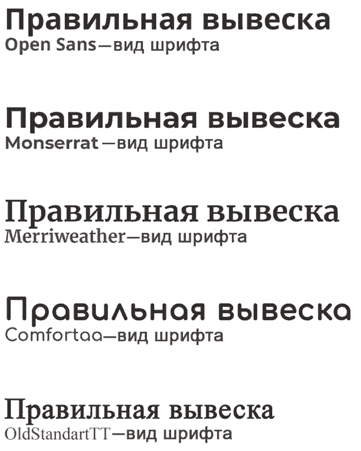 Правильная вывеска
Open Sans—вид шрифта
Правильная вывеска
Monserrat—вид шрифта
Правильная вывеска
Merriweather—вид шрифта
Правильная вывеска
Comfortaa—вид шрифта
Правильная вывеска
OldStandartTT—вид шрифта